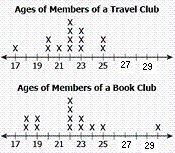 Ages of Members of a Travel Club
17 19 21 23 25 27 29
Ages of Members of a Book Club
17 19 21 23 25 27 29